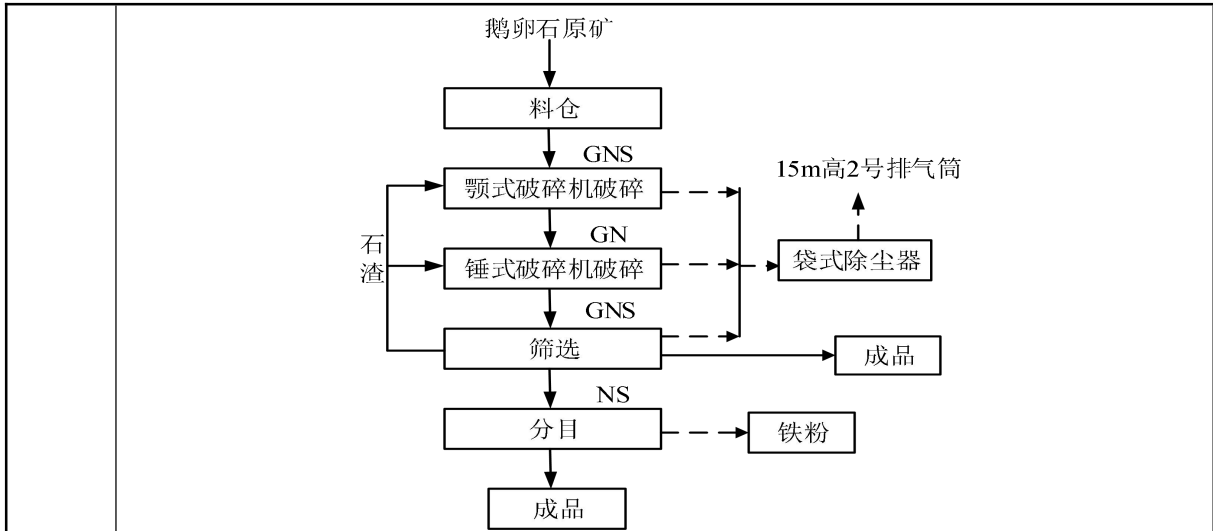 鹅卵石原矿
料仓
GNS
颚式破碎机破碎
15m高2号排气筒
GN
石渣
锤式破碎机破碎
袋式除尘器
GNS
筛选
成品
NS
分目
铁粉
成品